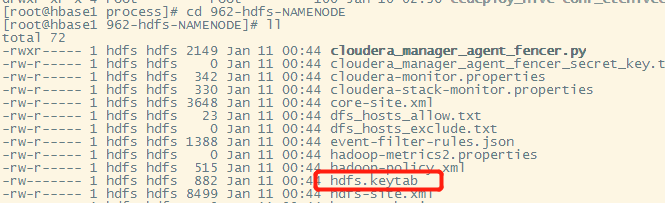 [root@hbase1 process]# cd 962-hdfs-NAMENODE
[root@hbase1 962-hdfs-NAMENODE]# ll
total 72
-rwxr----- 1 hdfs hdfs 2149 Jan 11 00:44 cloudera_manager_agent_fencer.py
-rw------- 1 hdfs hdfs 0 Jan 11 00:44 cloudera_manager_agent_fencer_secret_key.t
-rw-r----- 1 hdfs hdfs 342 Jan 11 00:44 cloudera-monitor.properties
-rw-r----- 1 hdfs hdfs 330 Jan 11 00:44 cloudera-stack-monitor.properties
-rw-r----- 1 hdfs hdfs 3648 Jan 11 00:44 core-site.xml
-rw-r----- 1 hdfs hdfs 23 Jan 11 00:44 dfs_hosts_allow.txt
-rw-r----- 1 hdfs hdfs 0 Jan 11 00:44 dfs_hosts_exclude.txt
-rw-r----- 1 hdfs hdfs 1388 Jan 11 00:44 event-filter-rules.json
-rw-r----- 1 hdfs hdfs 0 Jan 11 00:44 hadoop-metrics2.properties
-rw-r----- 1 hdfs hdfs 515 Jan 11 00:44 hadoop-policy.xml
-rw------- 1 hdfs hdfs 882 Jan 11 00:44 hdfs.keytab
-rw-r----- 1 hdfs hdfs 8499 Jan 11 00:44 hdfs-site.xml